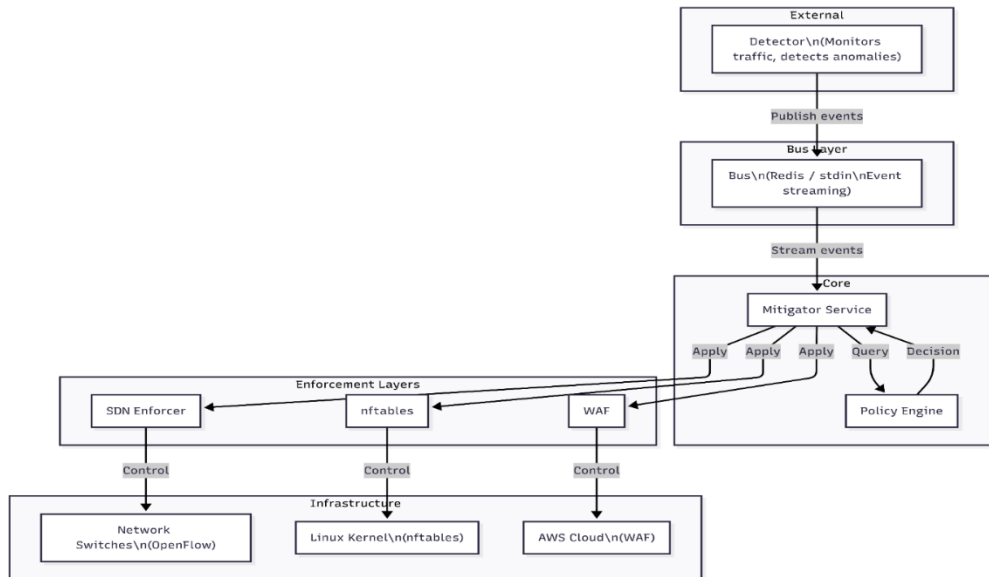 External
Detector\n(Monitors
traffic, detects anomalies)
Publish events
Bus Layer
Bus\n(Redis / stdin\nEvent
streaming)
Stream events
Core
Mitigator Service
Apply
Apply
Apply
Query
Decision
Enforcement Layers
SDN Enforcer
nftables
WAF
Policy Engine
Control
Control
Control
Infrastructure
Network
Switches\n(OpenFlow)
Linux Kernel\n(nftables)
AWS Cloud\n(WAF)